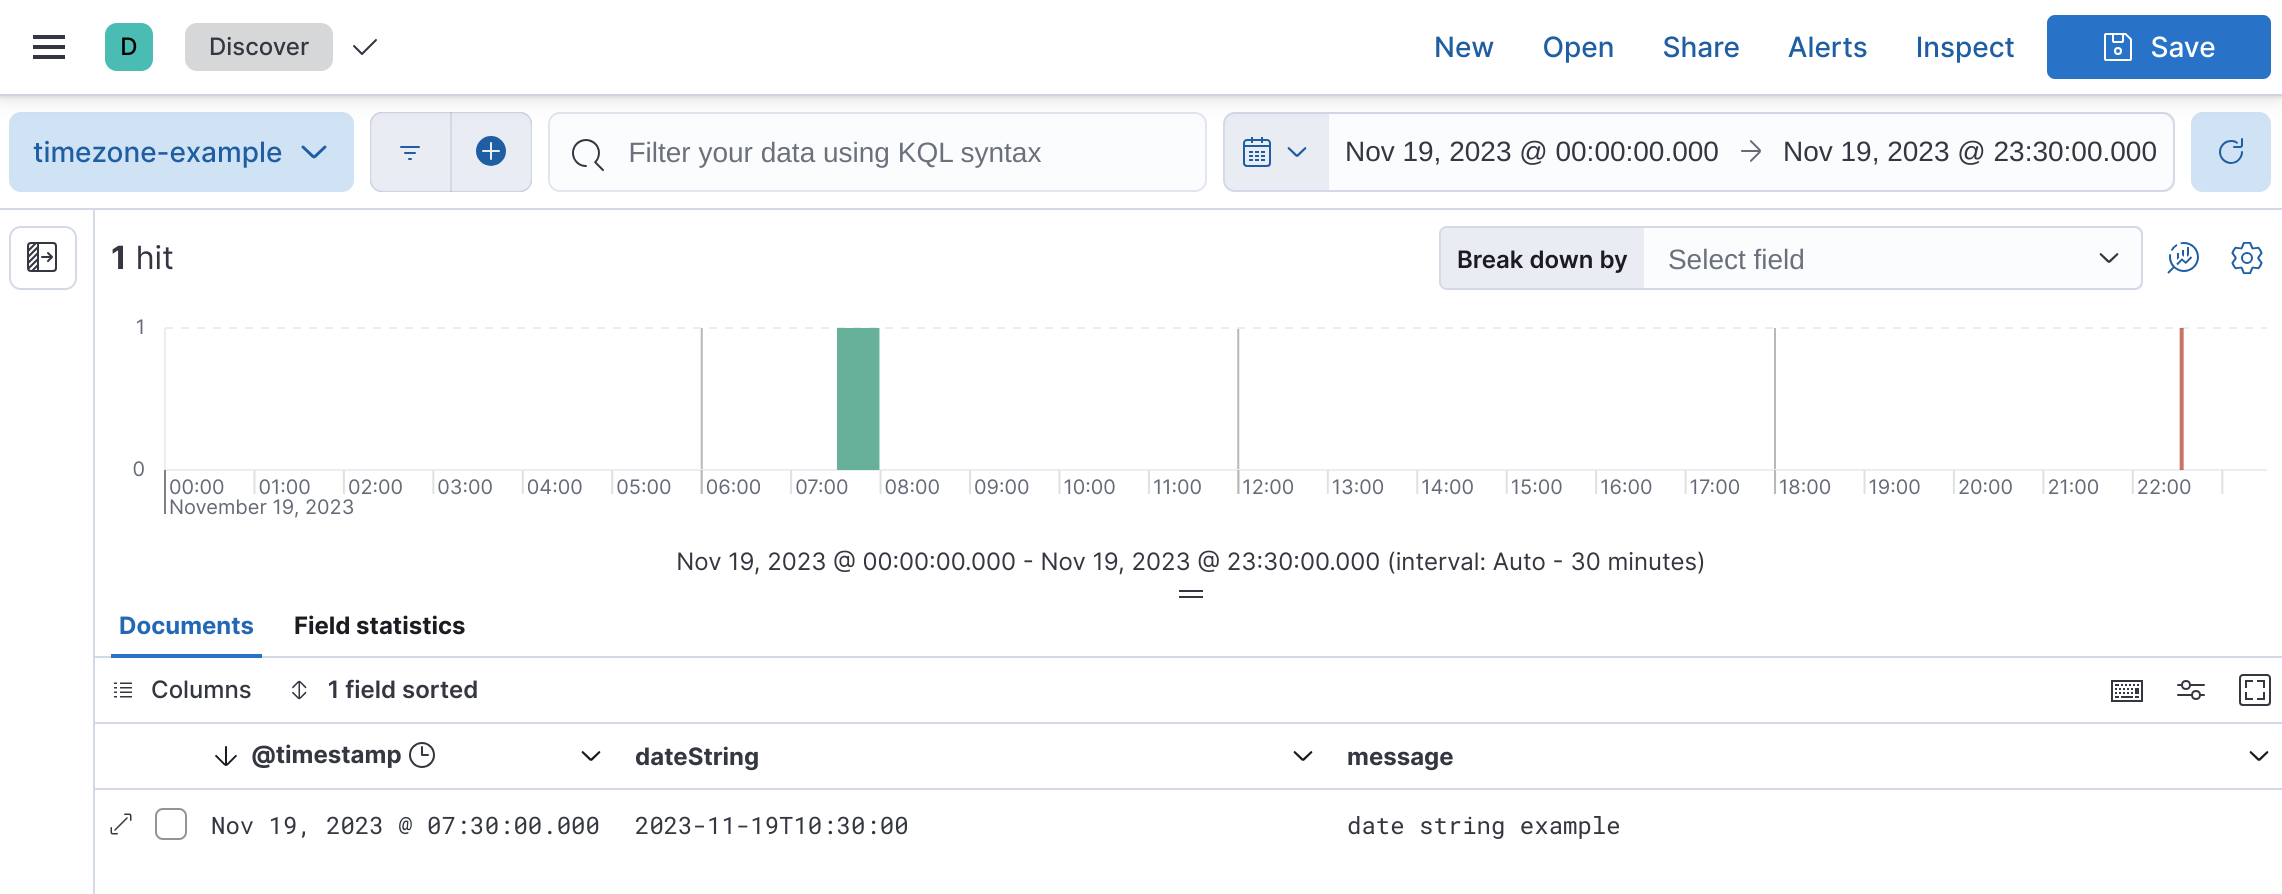 D Discover New Open Share Alerts Inspect Save
timezone-example Filter your data using KQL syntax Nov 19, 2023 @ 00:00:00.000 → Nov 19, 2023 @ 23:30:00.000
1 hit Break down by Select field
1
0
00:00 01:00 02:00 03:00 04:00 05:00 06:00 07:00 08:00 09:00 10:00 11:00 12:00 13:00 14:00 15:00 16:00 17:00 18:00 19:00 20:00 21:00 22:00
November 19, 2023
Nov 19, 2023 @ 00:00:00.000 - Nov 19, 2023 @ 23:30:00.000 (interval: Auto - 30 minutes)
Documents Field statistics
Columns 1 field sorted
@timestamp dateString message
Nov 19, 2023 @ 07:30:00.000 2023-11-19T10:30:00 date string example